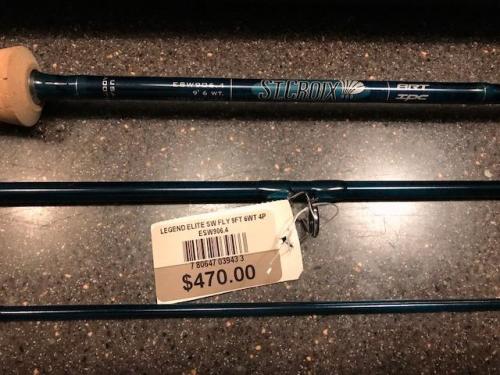 ESW906.4
9' 6 WT.
ST.CROIX
ART
IPC
LEGEND ELITE SW FLY 9FT 6WT 4P
ESW906.4
7 80647 03943 3
$470.00